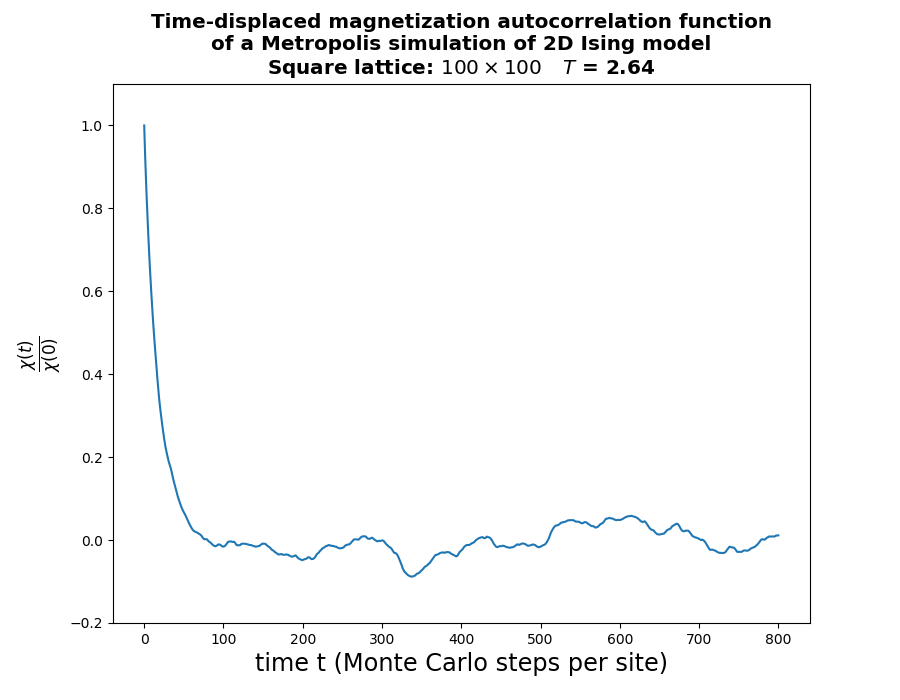 Time-displaced magnetization autocorrelation function
of a Metropolis simulation of 2D Ising model
Square lattice: 100 × 100 T = 2.64
1.0
0.8
0.6
0.4
0.2
0.0
−0.2
χ(t)
χ(0)
0 100 200 300 400 500 600 700 800
time t (Monte Carlo steps per site)